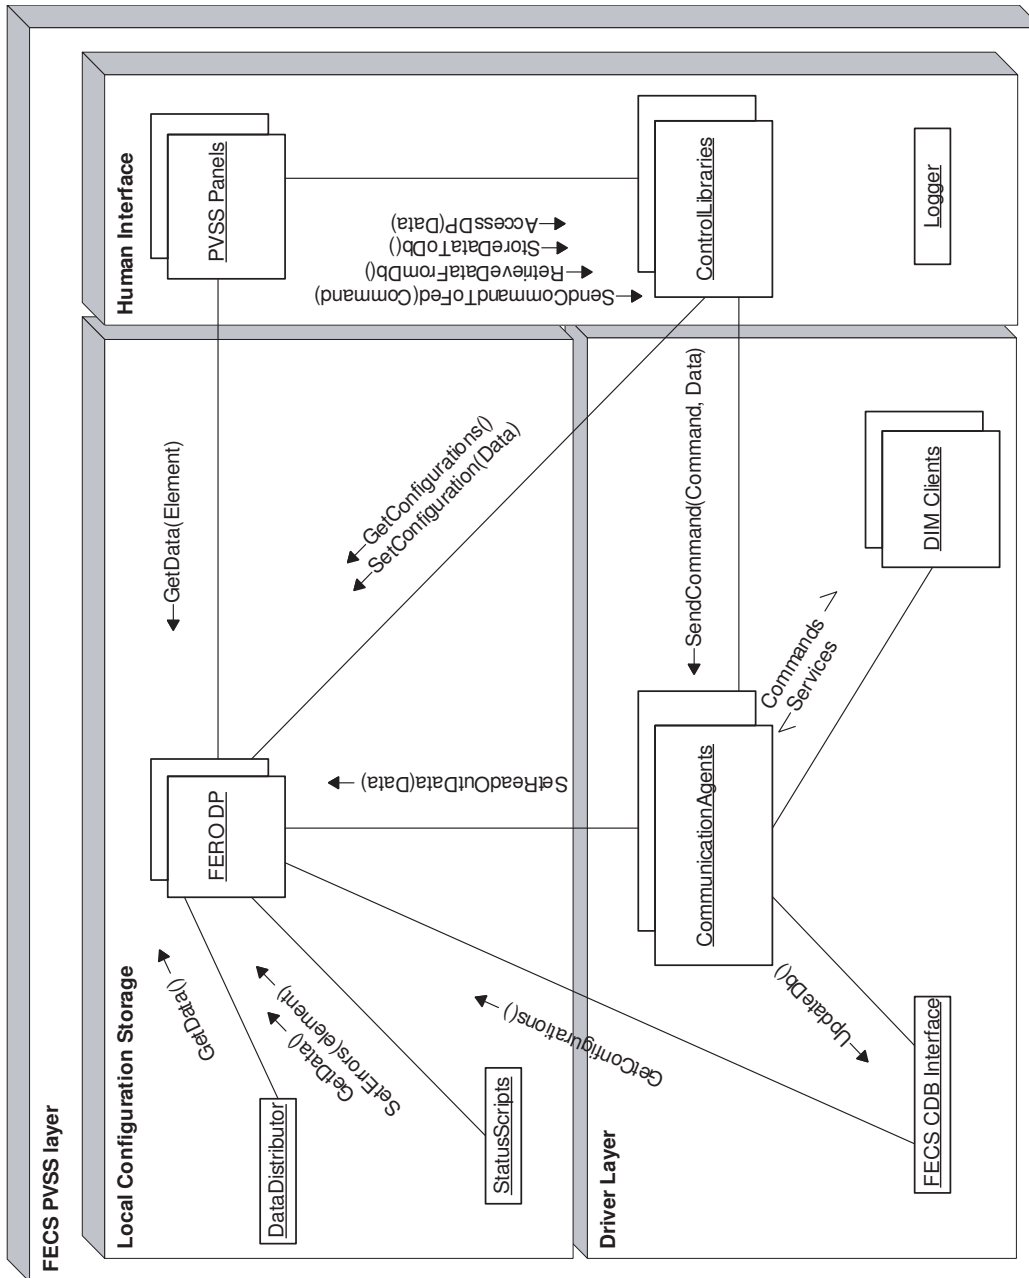 FECS PVSS layer
Human Interface
PVSS Panels
ControlLibraries
Logger
AccessDP(Data)
StoreDataToDb()
RetrieveDataFromDb()
SendCommandToFed(Command)
Local Configuration Storage
GetData(Element)
GetConfigurations()
SetConfiguration(Data)
FERO DP
SetReadOutData(Data)
GetData()
DataDistributor
SetErrors(element)
GetData()
StatusScripts
GetConfigurations()
Driver Layer
SendCommand(Command, Data)
DIM Clients
Commands
Services
CommunicationAgents
UpdateDb()
FECS CDB Interface